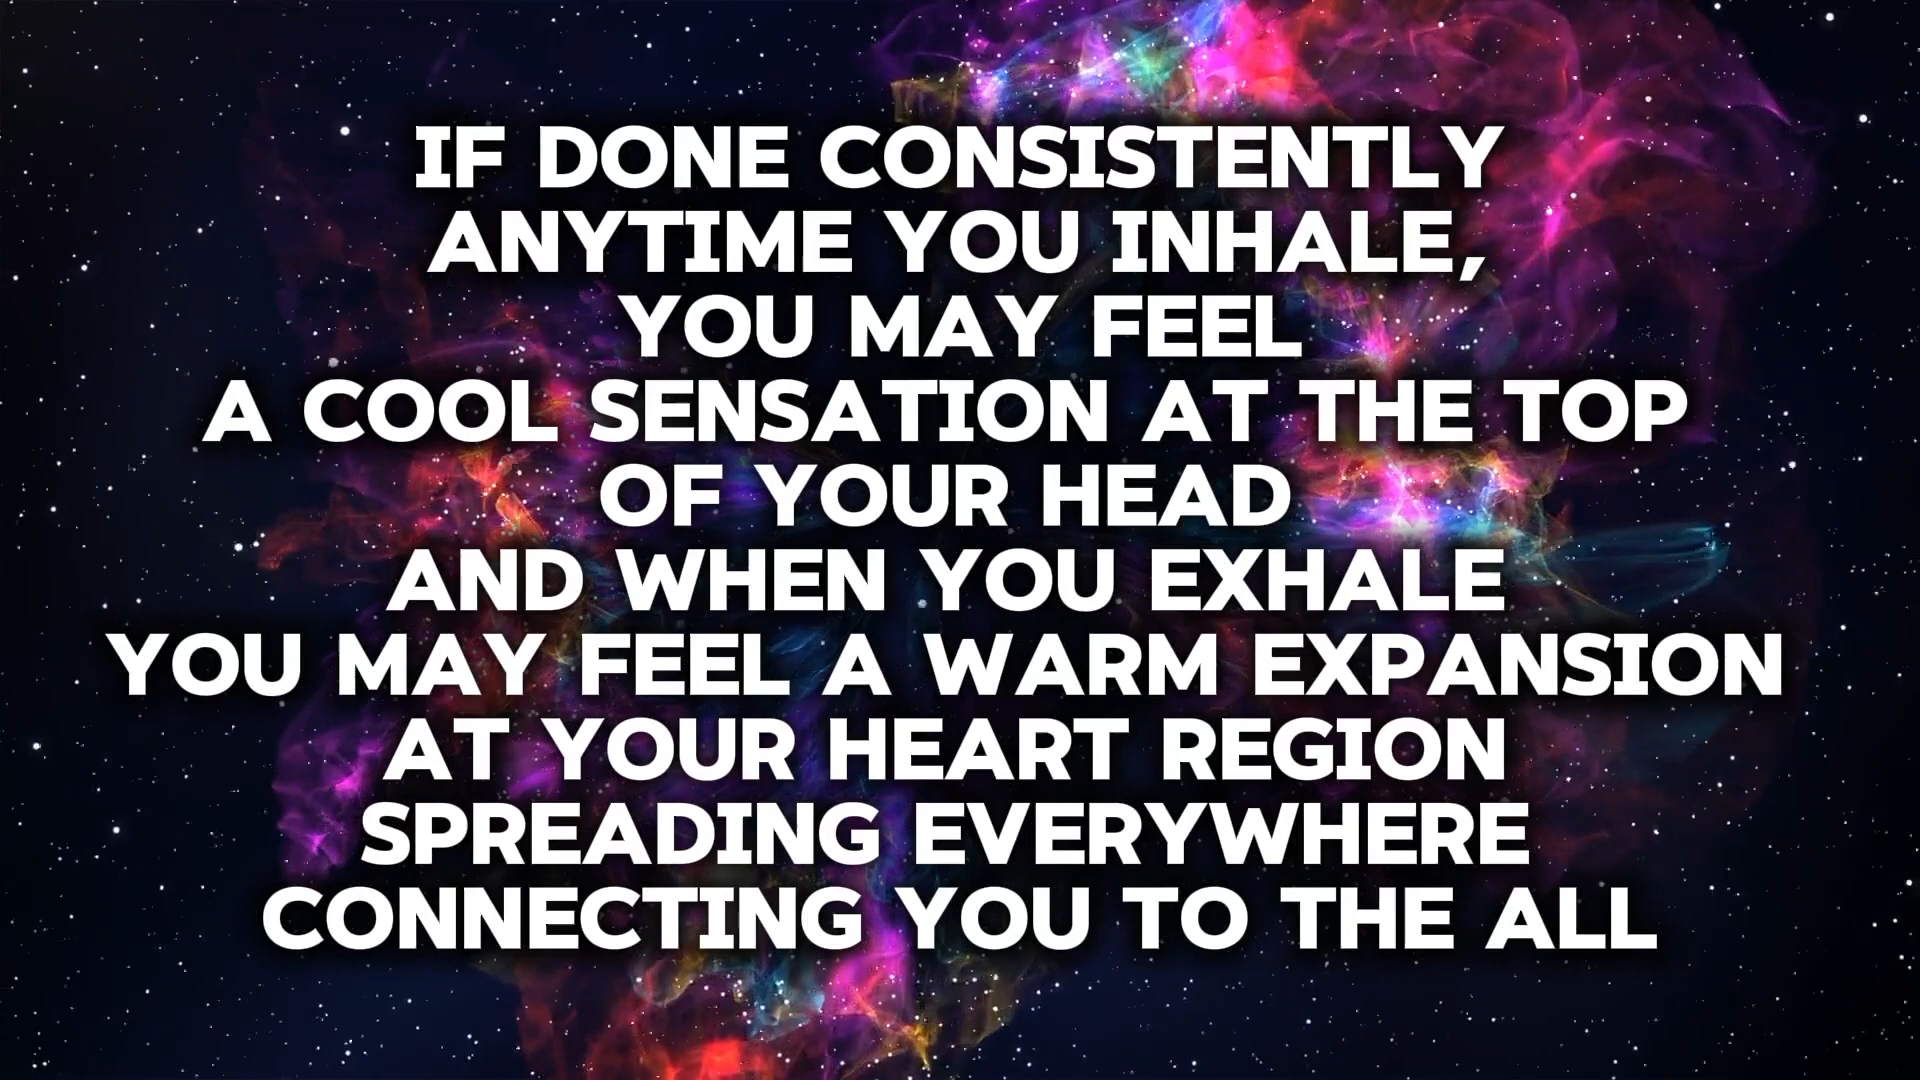 IF DONE CONSISTENTLY
ANYTIME YOU INHALE,
YOU MAY FEEL
A COOL SENSATION AT THE TOP
OF YOUR HEAD
AND WHEN YOU EXHALE
YOU MAY FEEL A WARM EXPANSION
AT YOUR HEART REGION
SPREADING EVERYWHERE
CONNECTING YOU TO THE ALL